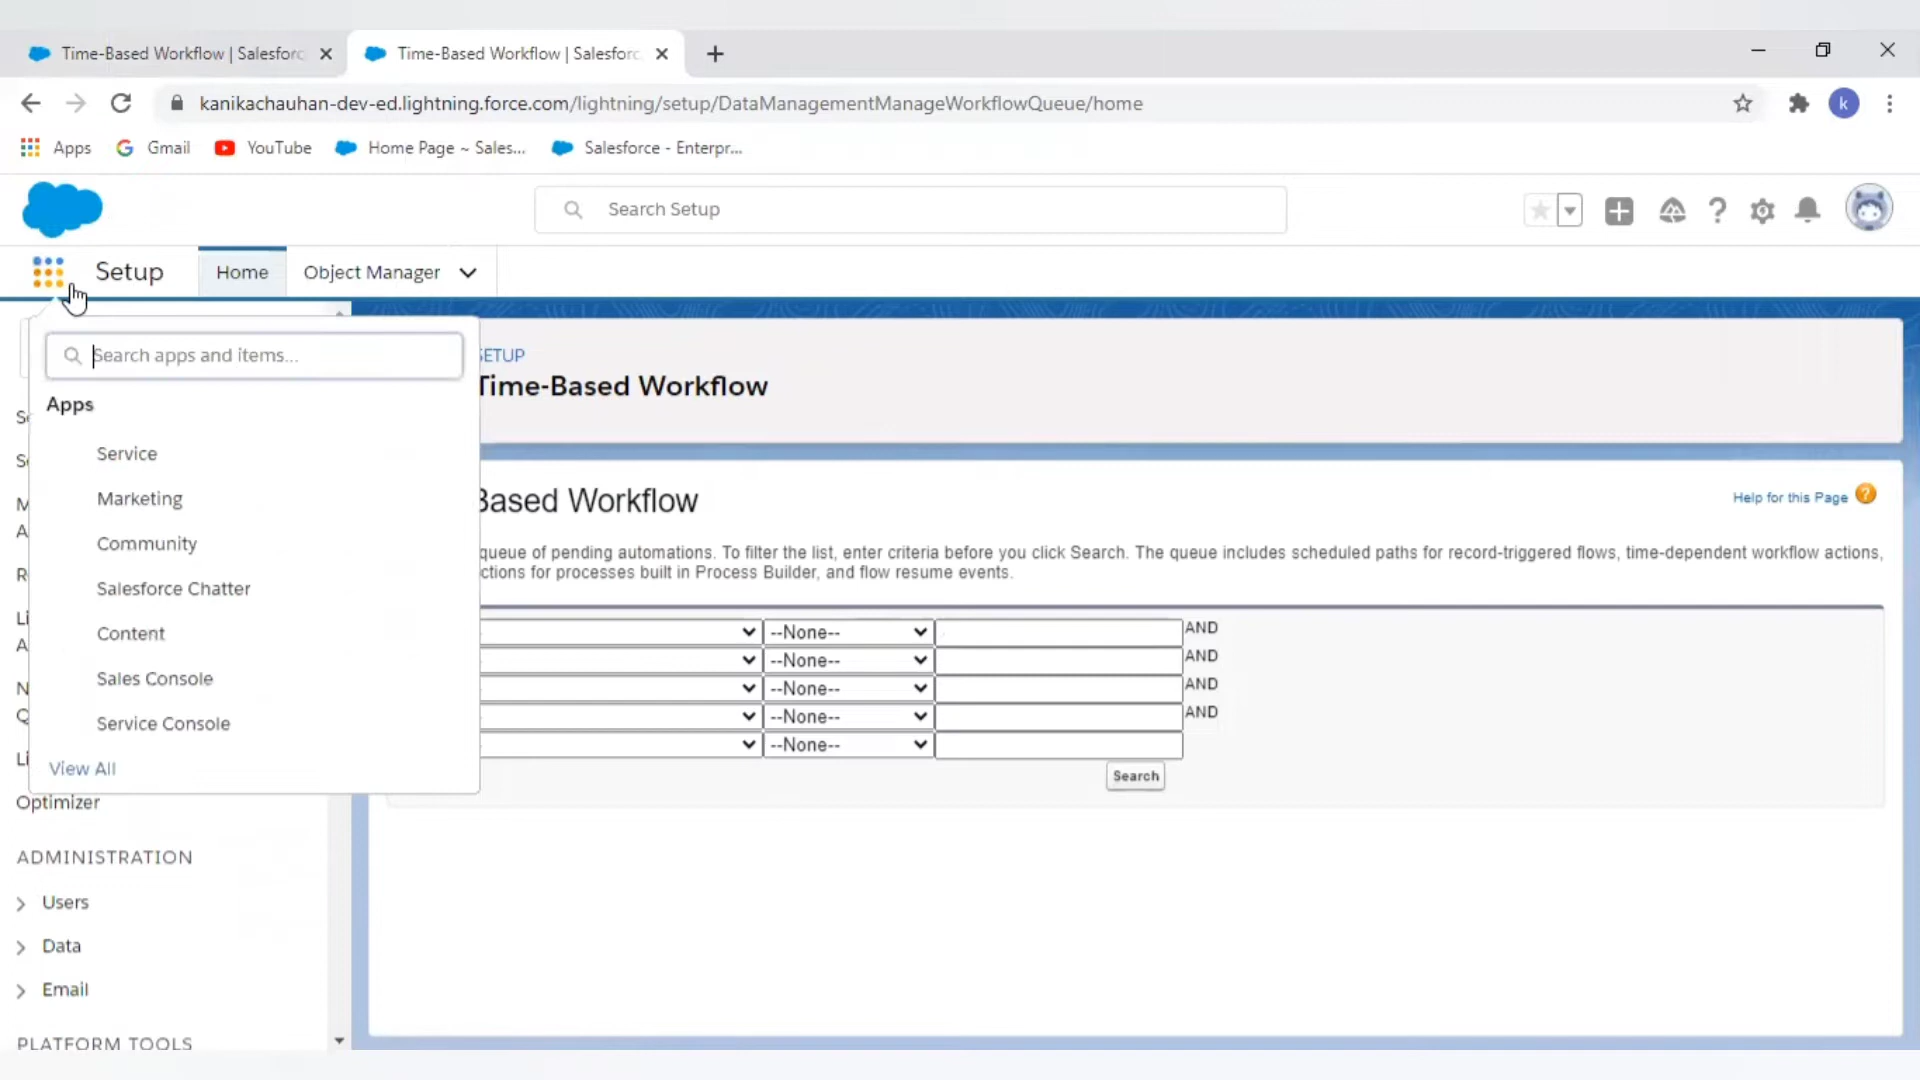 Time-Based Workflow | Salesforc
Time-Based Workflow | Salesforc
kanikachauhan-dev-ed.lightning.force.com/lightning/setup/DataManagementManageWorkflowQueue/home
k
Apps
Gmail
YouTube
Home Page ~ Sales...
Salesforce - Enterpr...
Search Setup
Setup
Home
Object Manager
Search apps and items...
Apps
Service
Marketing
Community
Salesforce Chatter
Content
Sales Console
Service Console
View All
SETUP
Time-Based Workflow
Based Workflow
Help for this Page
queue of pending automations. To filter the list, enter criteria before you click Search. The queue includes scheduled paths for record-triggered flows, time-dependent workflow actions,
ctions for processes built in Process Builder, and flow resume events.
--None-- AND
--None-- AND
--None-- AND
--None-- AND
--None--
Search
Optimizer
ADMINISTRATION
Users
Data
Email
PLATFORM TOOLS